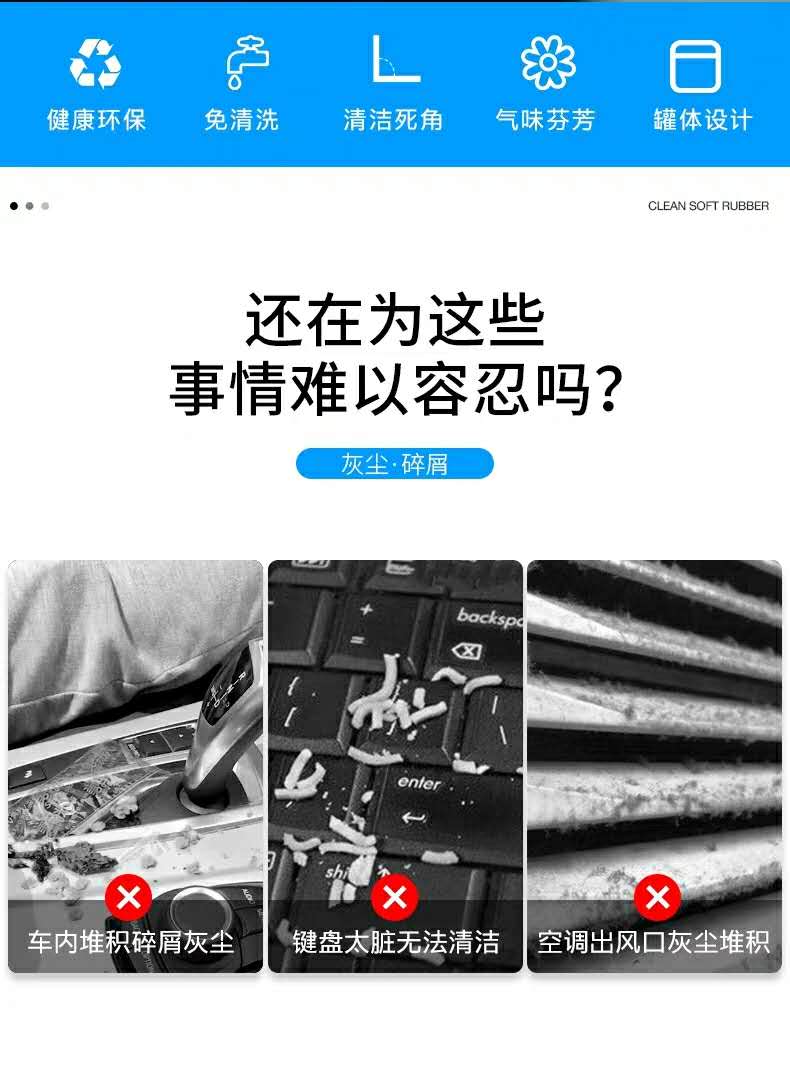 健康环保
免清洗
清洁死角
气味芬芳
罐体设计
CLEAN SOFT RUBBER
还在为这些
事情难以容忍吗?
灰尘·碎屑
+
=
backspa
{
[
\
enter
shi
R
N
D
AUDIO
车内堆积碎屑灰尘
键盘太脏无法清洁
空调出风口灰尘堆积